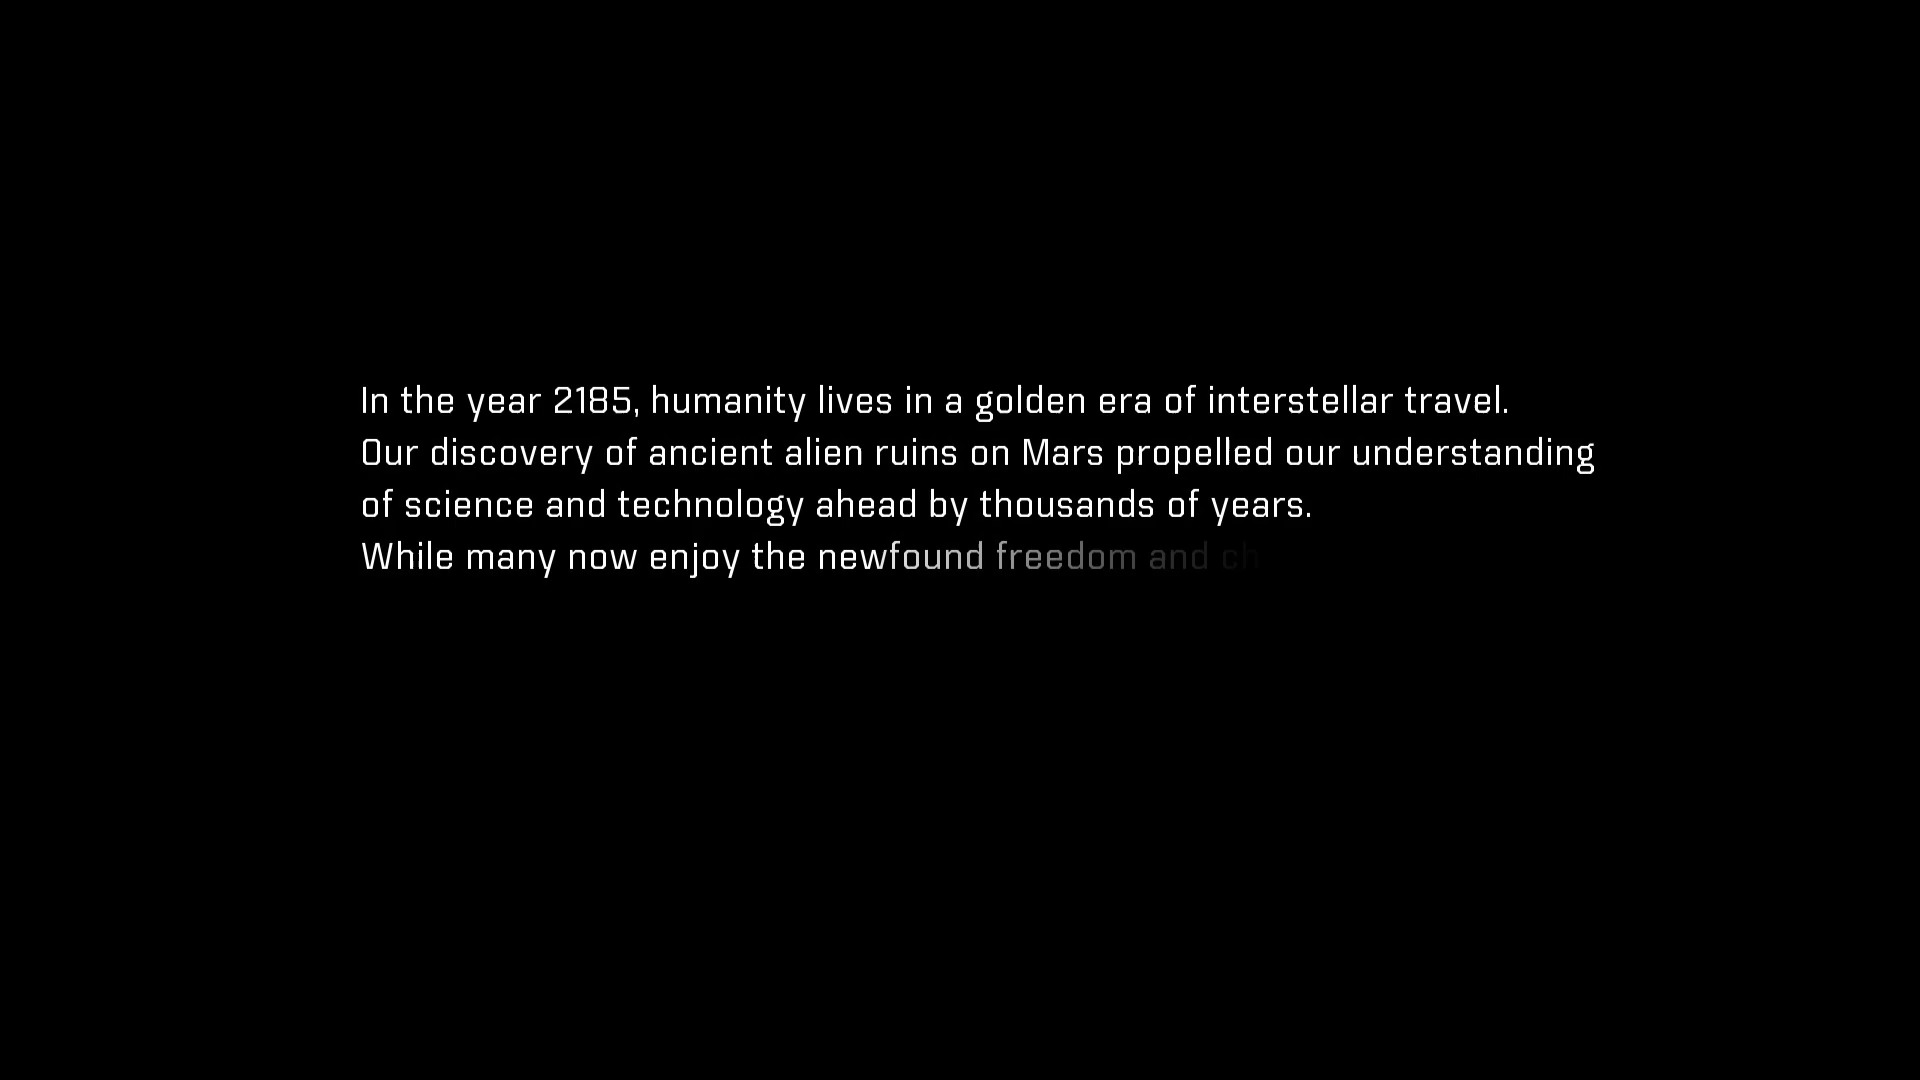 In the year 2185, humanity lives in a golden era of interstellar travel.
Our discovery of ancient alien ruins on Mars propelled our understanding
of science and technology ahead by thousands of years.
While many now enjoy the newfound freedom and